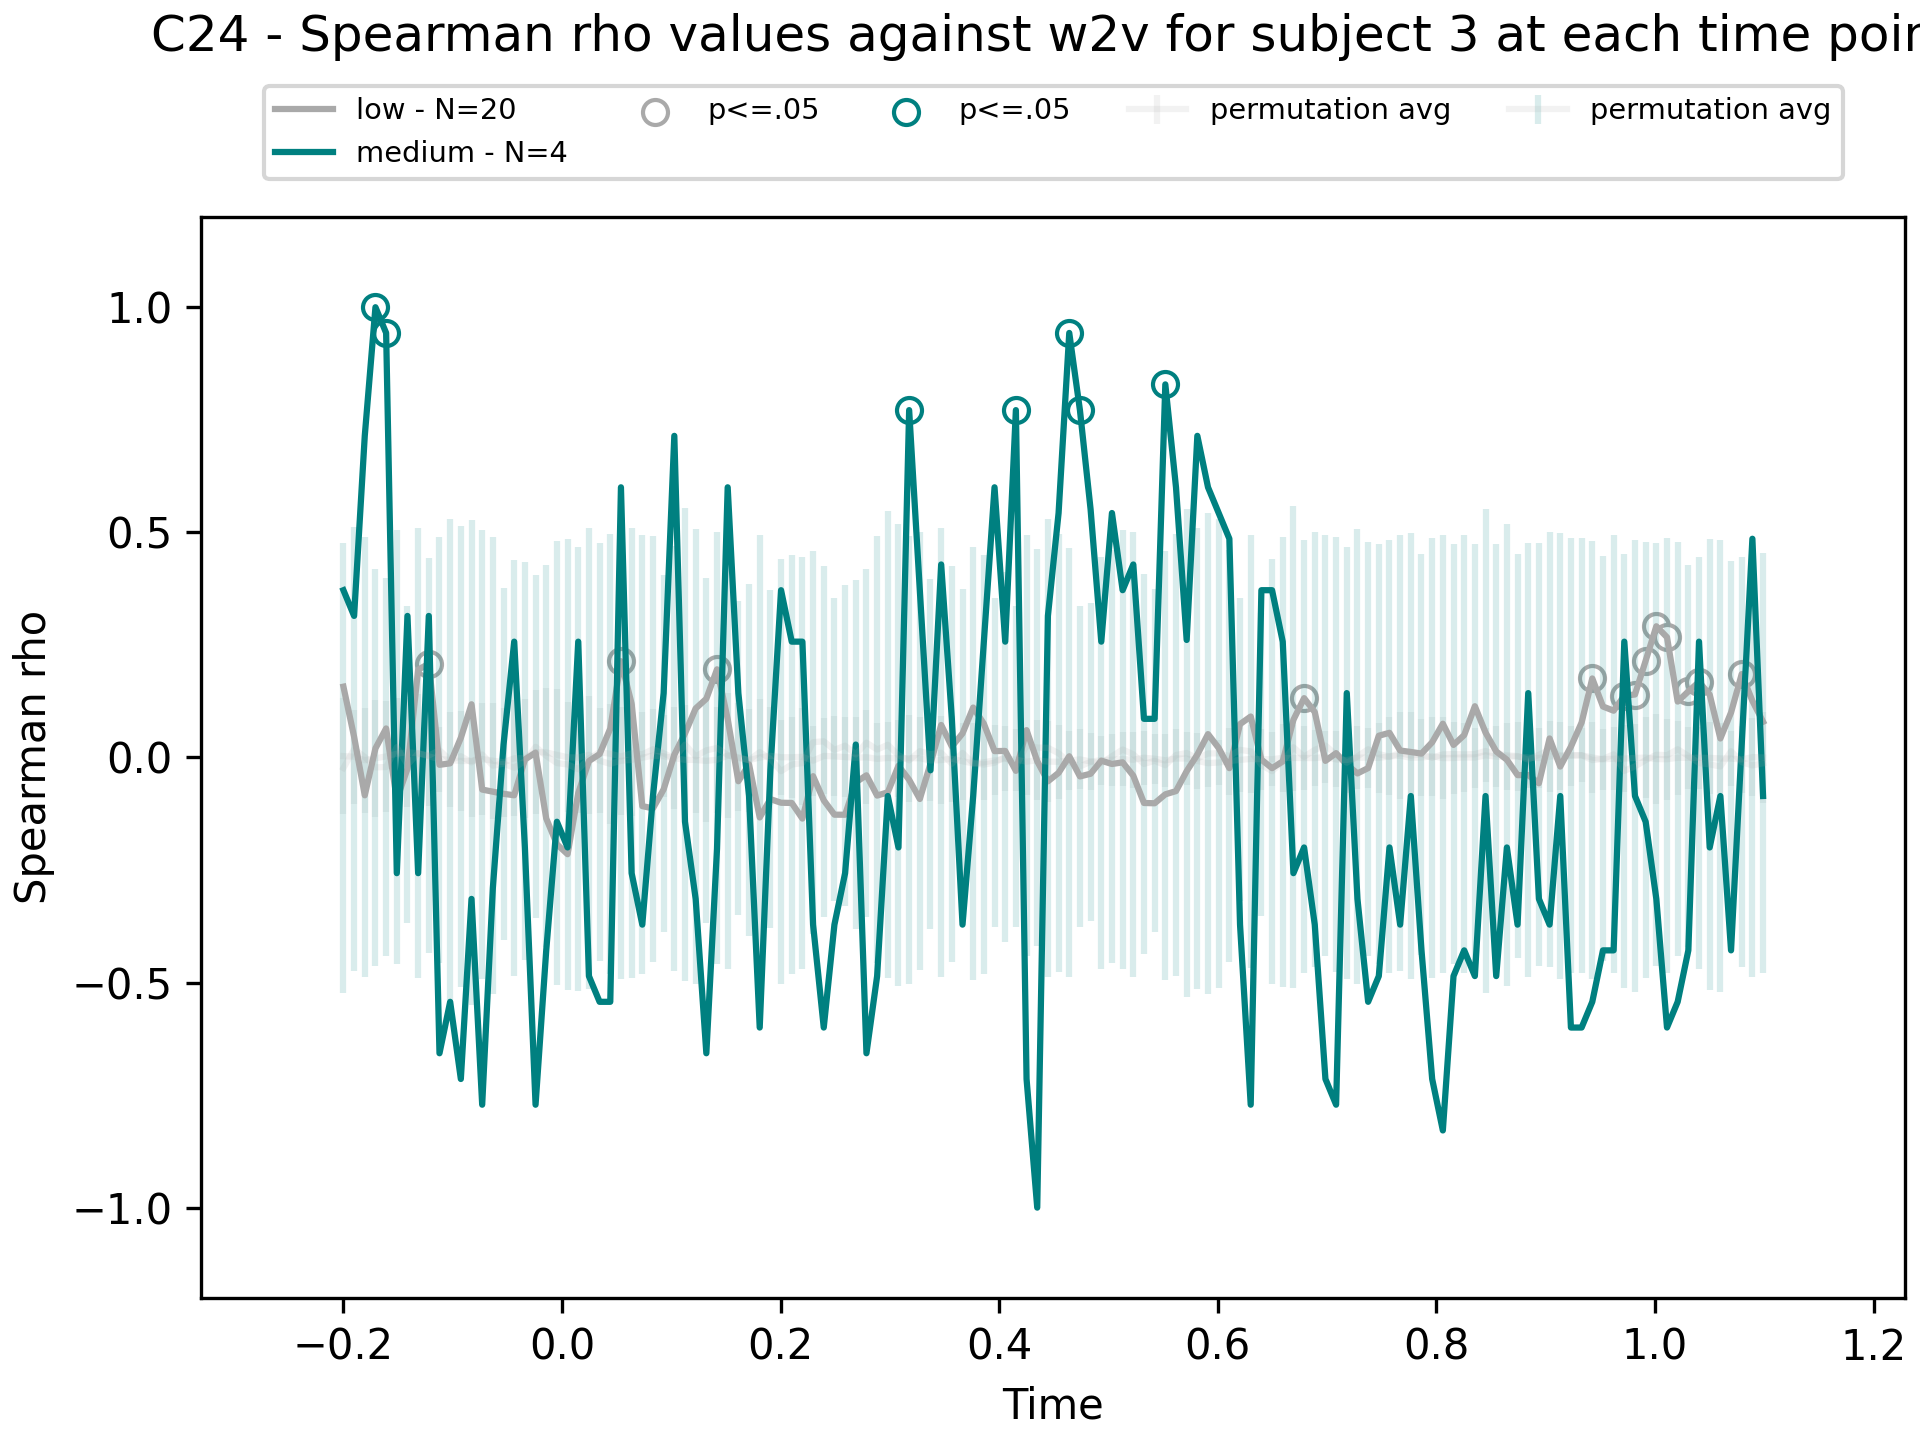 C24 - Spearman rho values against w2v for subject 3 at each time poin
low - N=20
p<=.05
p<=.05
permutation avg
permutation avg
medium - N=4
1.0
0.5
0.0
−0.5
−1.0
Spearman rho
−0.2
0.0
0.2
0.4
0.6
0.8
1.0
1.2
Time